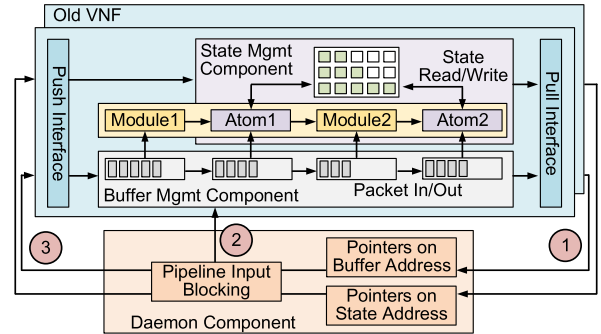 Old VNF
Push Interface
State Mgmt
Component
State
Read/Write
Pull Interface
Module1
Atom1
Module2
Atom2
Buffer Mgmt Component
Packet In/Out
3
2
1
Pipeline Input
Blocking
Pointers on
Buffer Address
Pointers on
State Address
Daemon Component